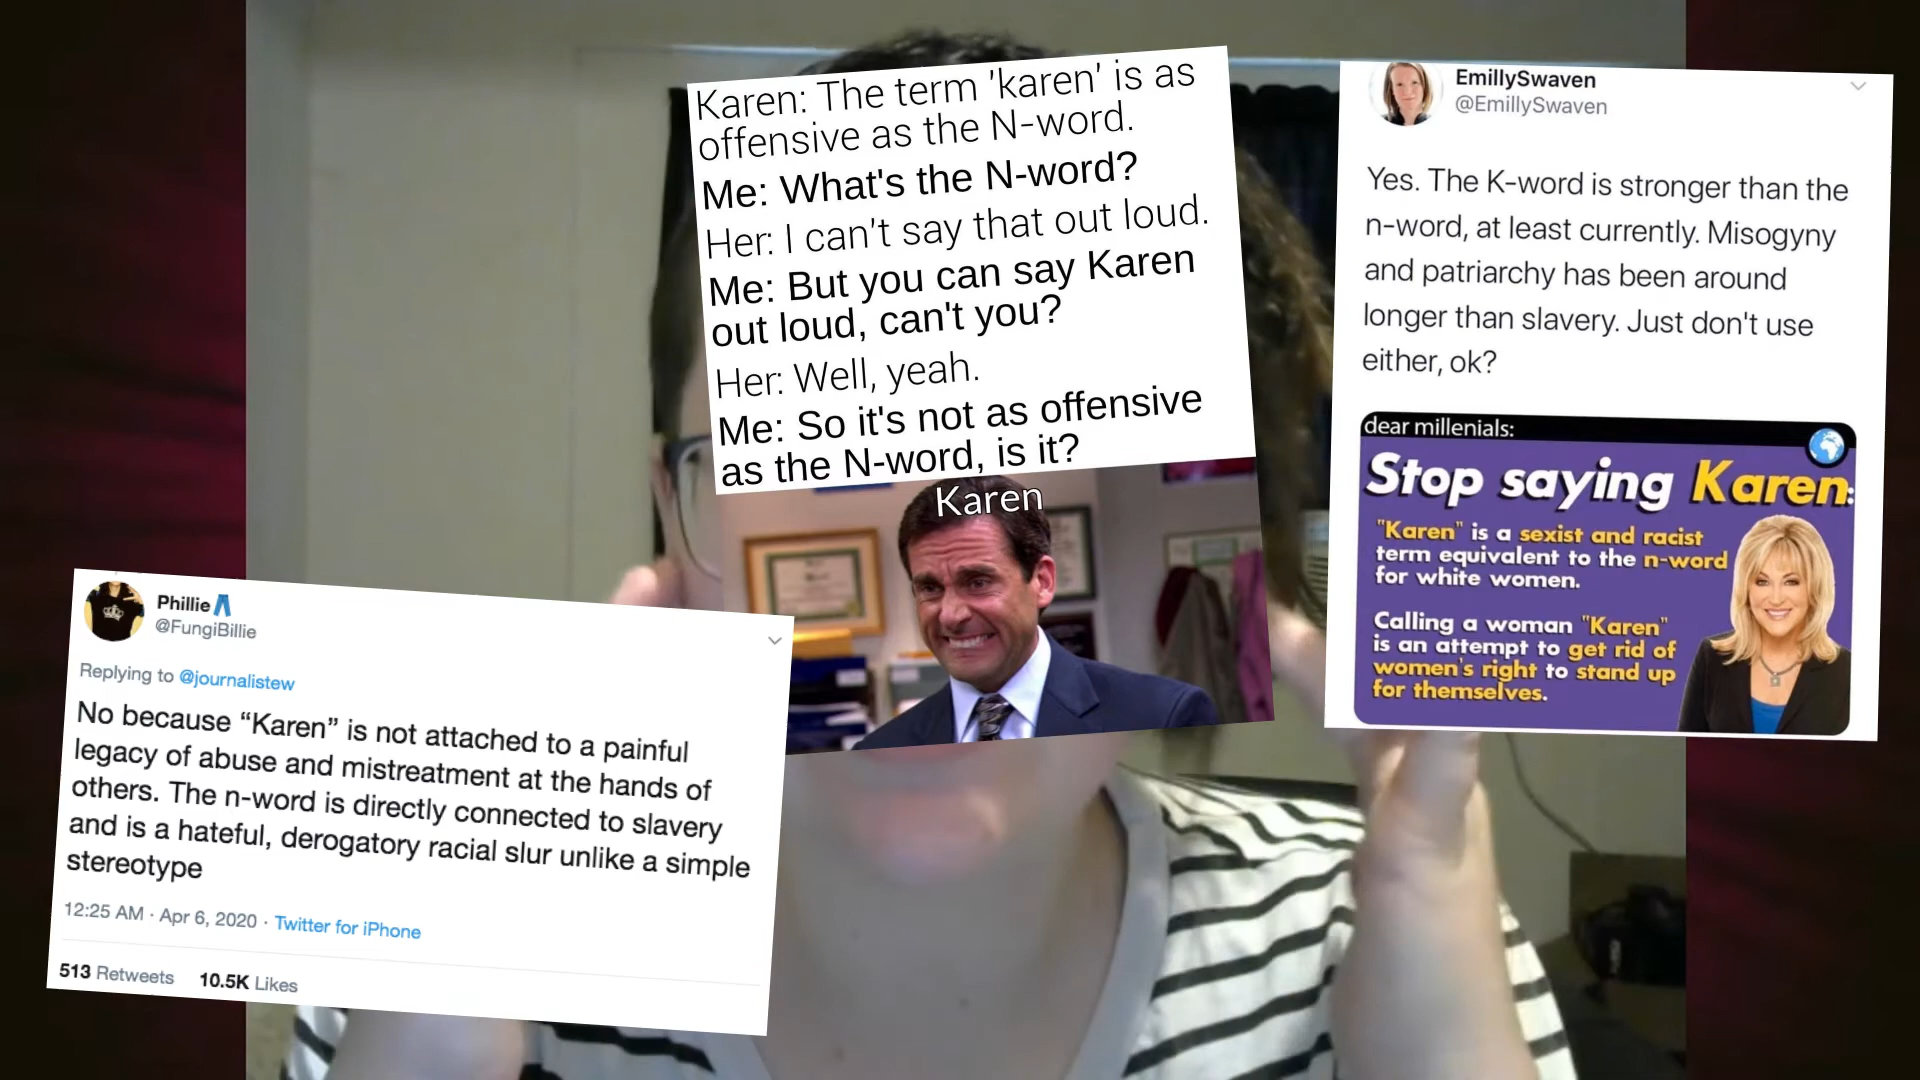 Karen: The term 'karen' is as
offensive as the N-word.
Me: What's the N-word?
Her: I can't say that out loud.
Me: But you can say Karen
out loud, can't you?
Her: Well, yeah.
Me: So it's not as offensive
as the N-word, is it?
Karen
EmillySwaven
@EmillySwaven
Yes. The K-word is stronger than the
n-word, at least currently. Misogyny
and patriarchy has been around
longer than slavery. Just don't use
either, ok?
dear millenials:
Stop saying Karen:
"Karen" is a sexist and racist
term equivalent to the n-word
for white women.
Calling a woman "Karen"
is an attempt to get rid of
women's right to stand up
for themselves.
Phillie
@FungiBillie
Replying to @journalistew
No because “Karen” is not attached to a painful
legacy of abuse and mistreatment at the hands of
others. The n-word is directly connected to slavery
and is a hateful, derogatory racial slur unlike a simple
stereotype
12:25 AM · Apr 6, 2020 · Twitter for iPhone
513 Retweets 10.5K Likes